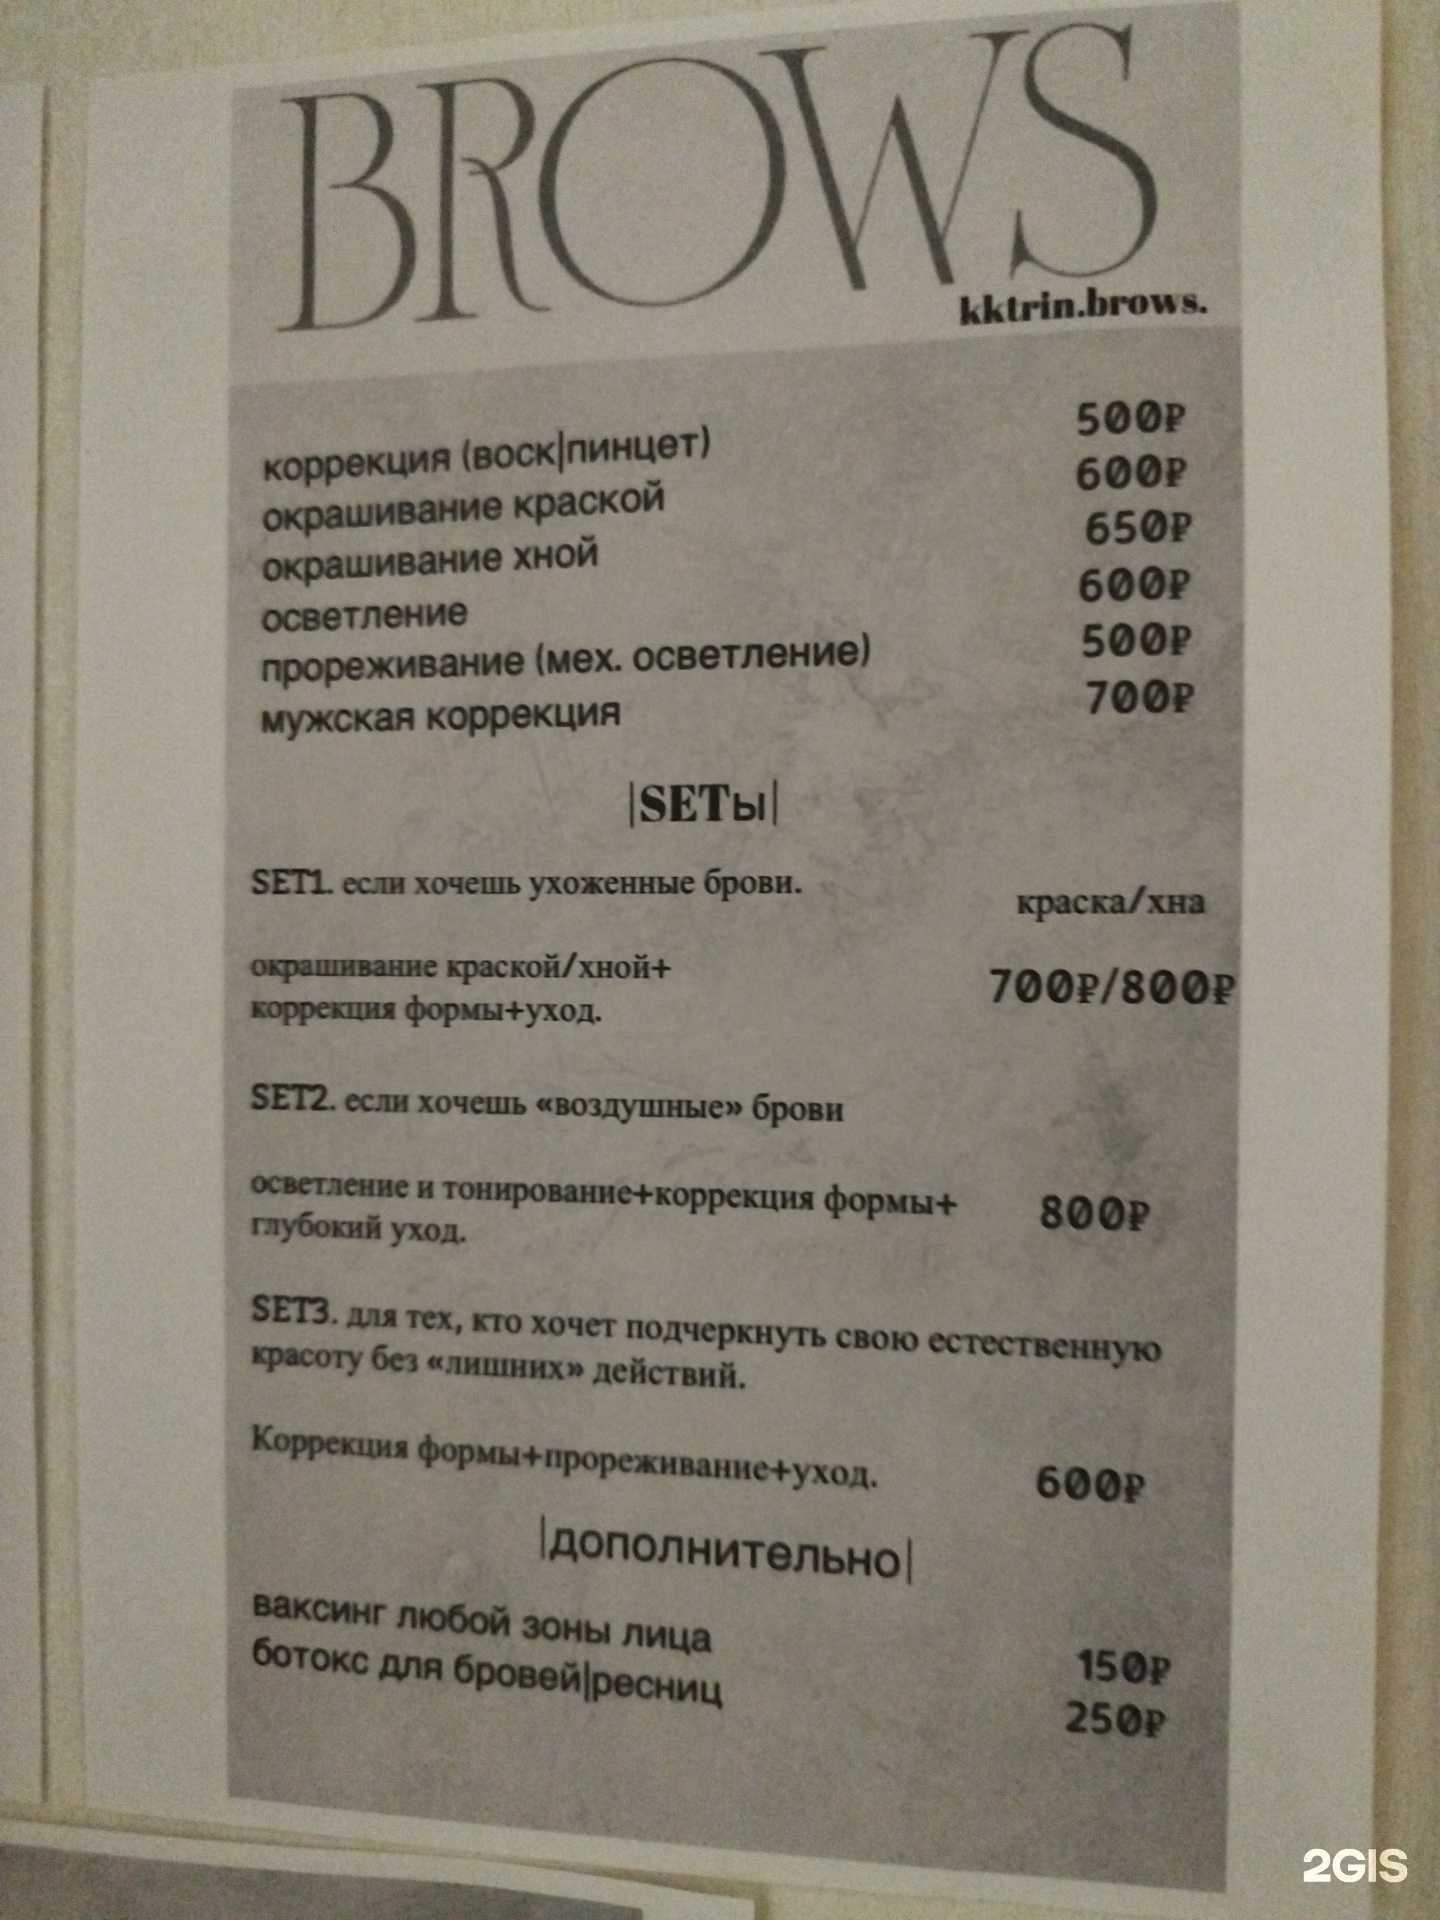 BROWS
kktrin.brows.
коррекция (воск|пинцет) 500₽
окрашивание краской 600₽
окрашивание хной 650₽
осветление 600₽
прореживание (мех. осветление) 500₽
мужская коррекция 700₽
|SETы|
SET1. если хочешь ухоженные брови.
краска/хна
окрашивание краской/хной+
коррекция формы+уход.
700₽/800₽
SET2. если хочешь «воздушные» брови
осветление и тонирование+коррекция формы+
глубокий уход.
800₽
SET3. для тех, кто хочет подчеркнуть свою естественную
красоту без «лишних» действий.
Коррекция формы+прореживание+уход.
600₽
|дополнительно|
ваксинг любой зоны лица 150₽
ботокс для бровей|ресниц 250₽
2GIS